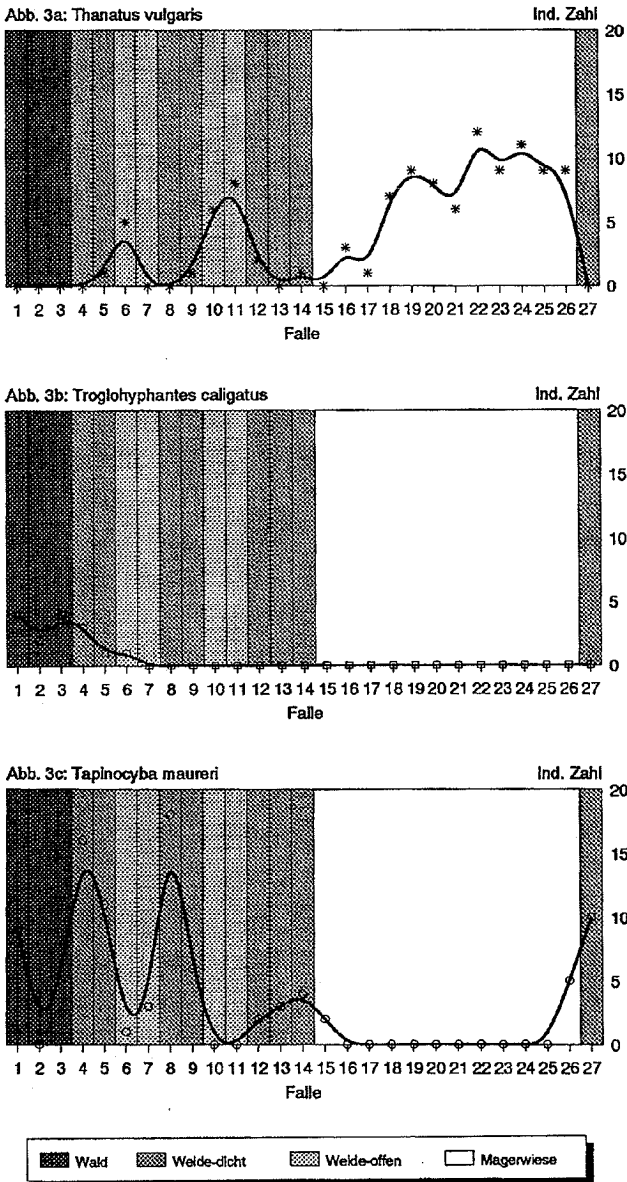 Abb. 3a: Thanatus vulgaris Ind. Zahl
20
15
10
5
0
1 2 3 4 5 6 7 8 9 10 11 12 13 14 15 16 17 18 19 20 21 22 23 24 25 26 27
Falle
Abb. 3b: Troglohyphantes caligatus Ind. Zahl
20
15
10
5
0
1 2 3 4 5 6 7 8 9 10 11 12 13 14 15 16 17 18 19 20 21 22 23 24 25 26 27
Falle
Abb. 3c: Tapinocyba maureri Ind. Zahl
20
15
10
5
0
1 2 3 4 5 6 7 8 9 10 11 12 13 14 15 16 17 18 19 20 21 22 23 24 25 26 27
Falle
Wald Weide-dicht Weide-offen Magerwiese